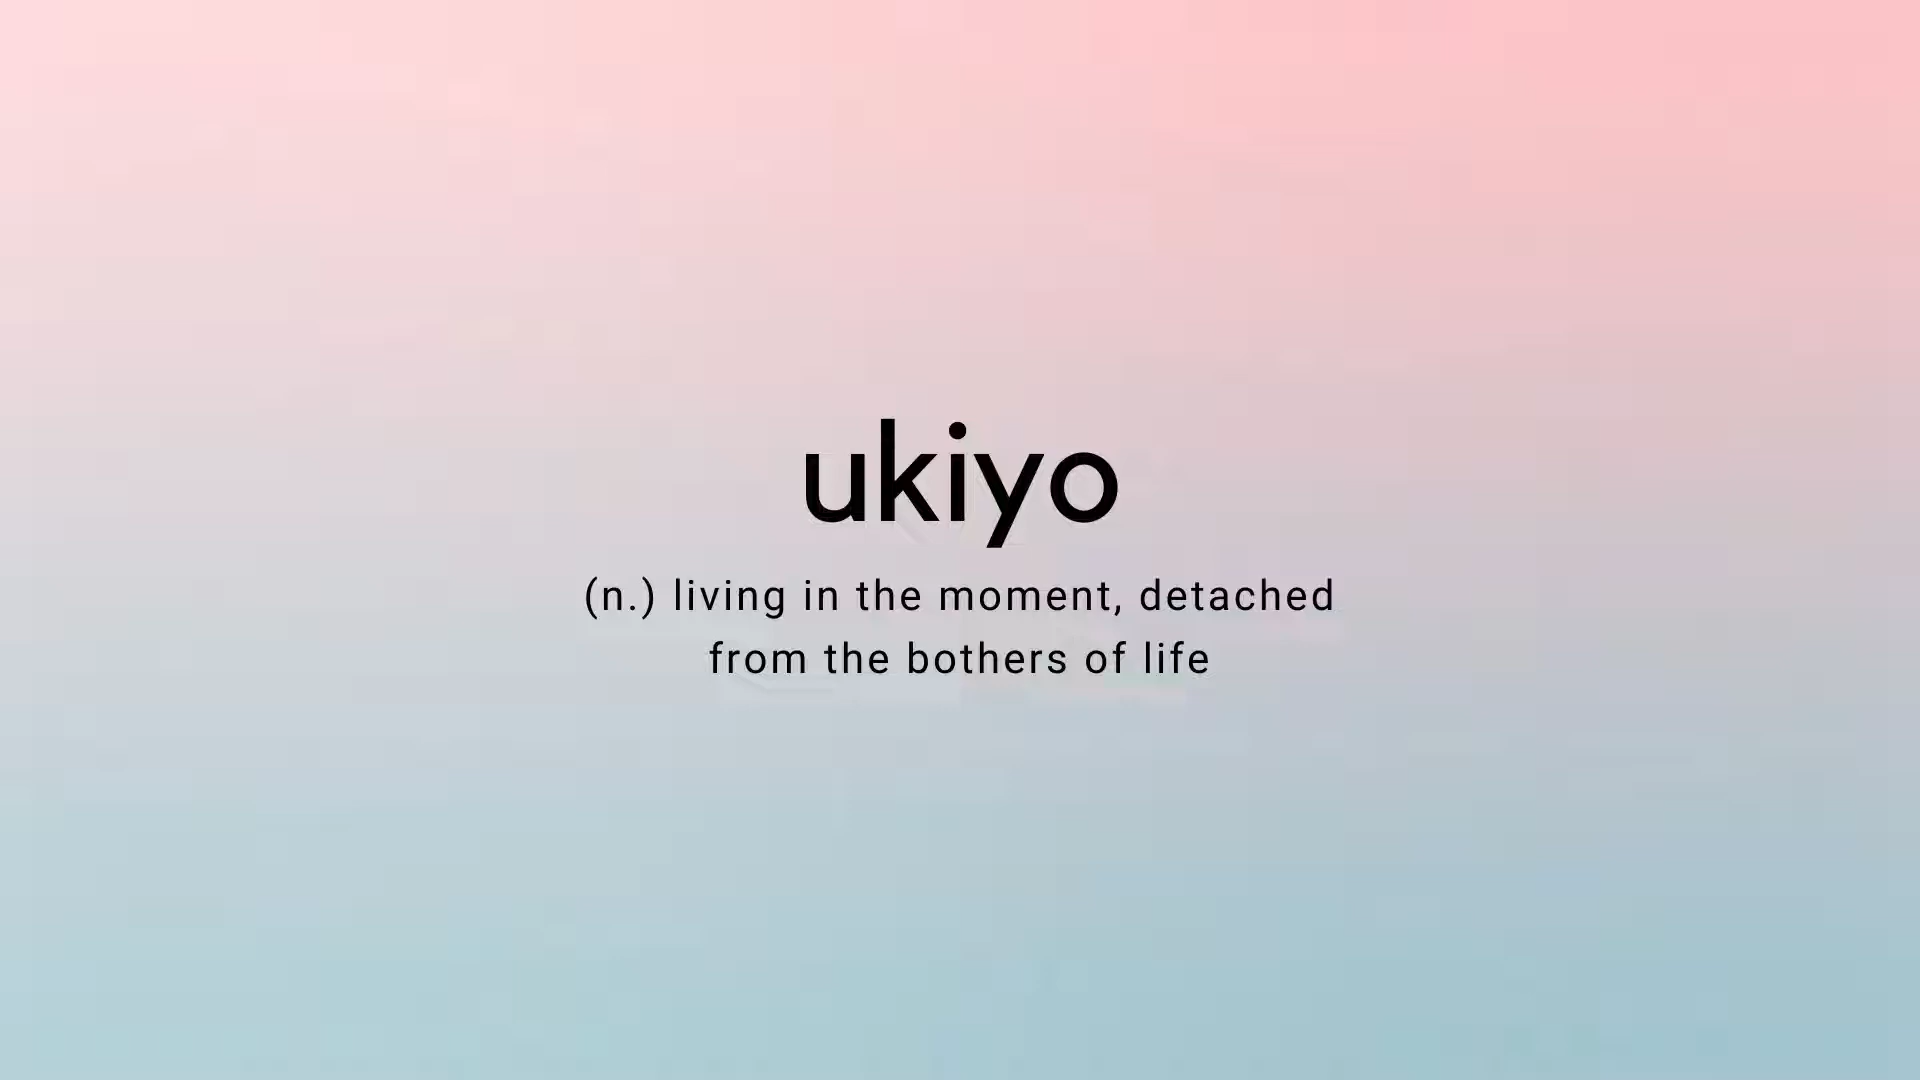 ukiyo
(n.) living in the moment, detached
from the bothers of life